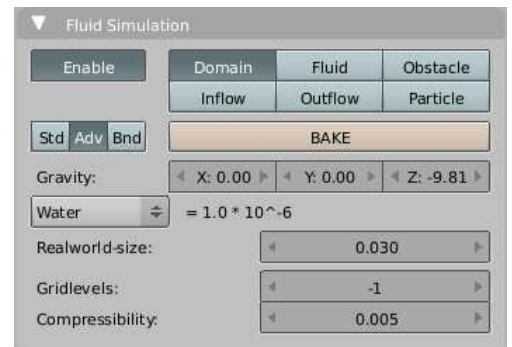 Fluid Simulation
Enable Domain Fluid Obstacle
Inflow Outflow Particle
Std Adv Bnd BAKE
Gravity: X: 0.00 Y: 0.00 Z: -9.81
Water = 1.0 * 10^-6
Realworld-size: 0.030
Gridlevels: -1
Compressibility: 0.005